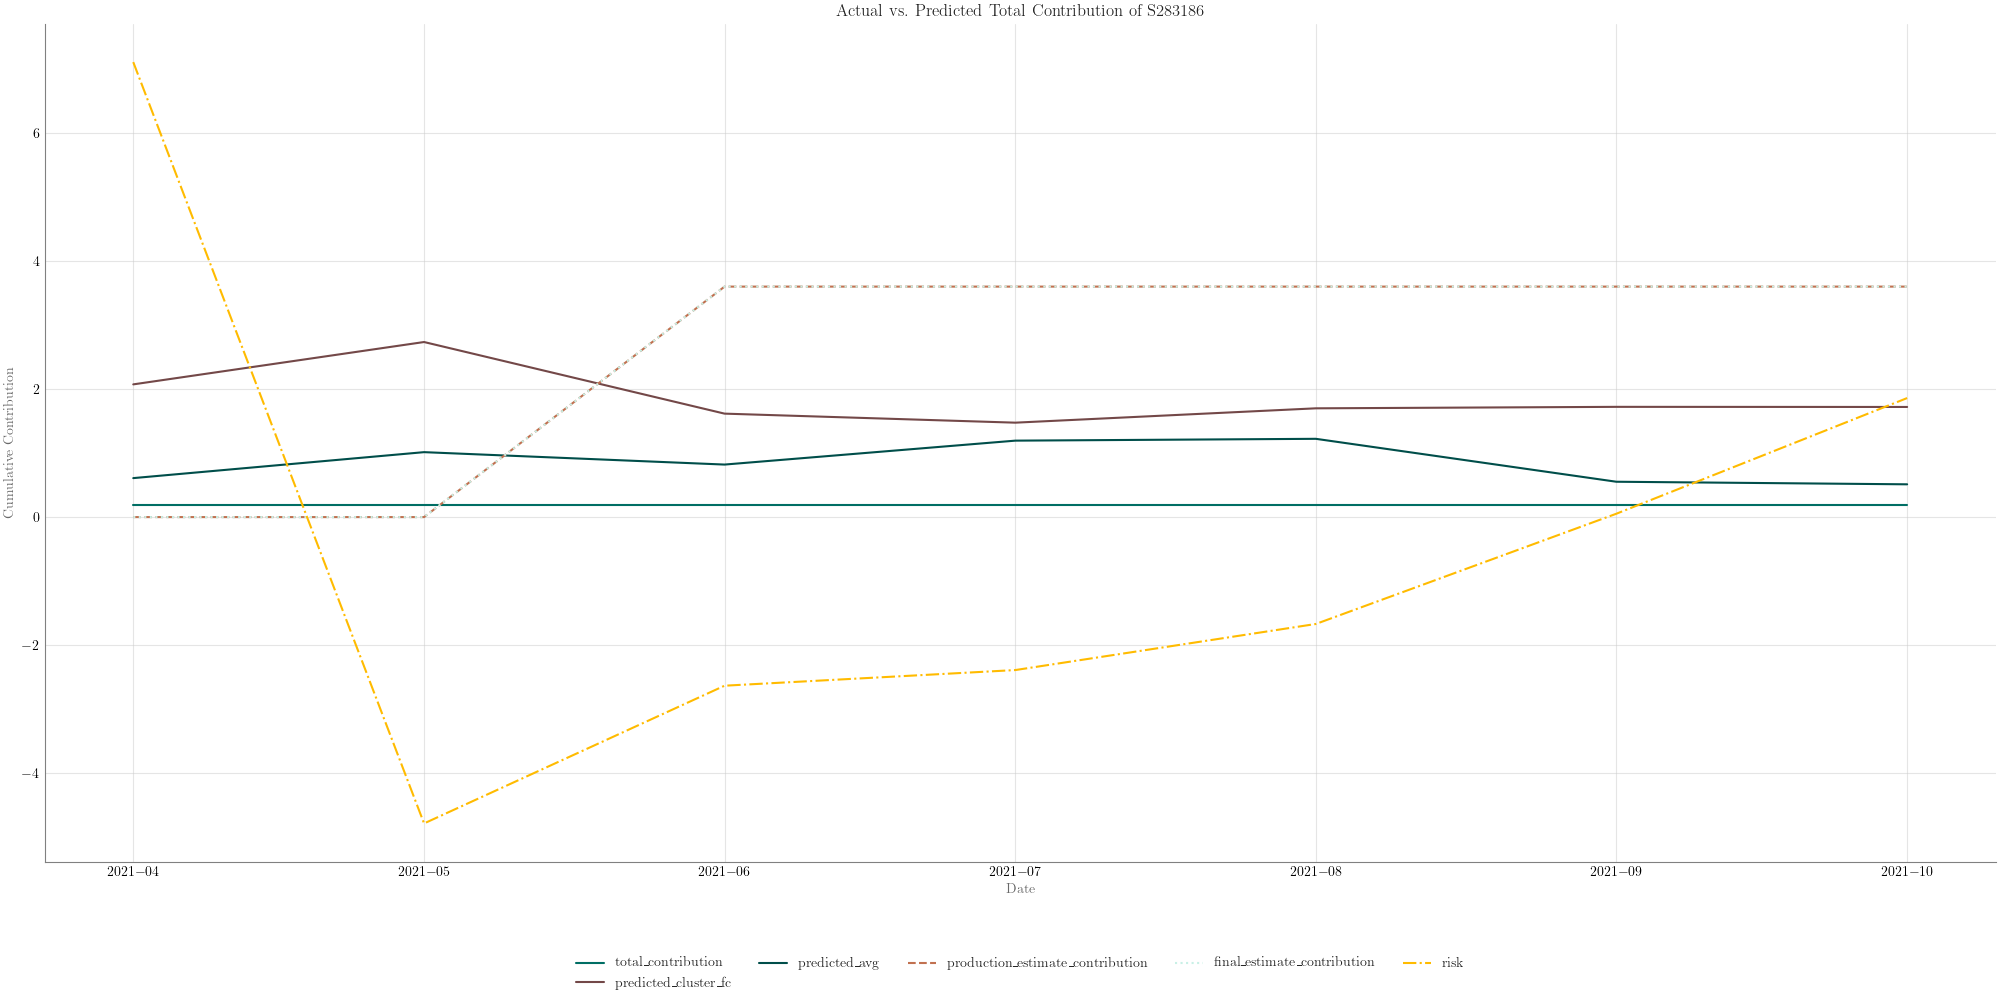 Actual vs. Predicted Total Contribution of S283186
Cumulative Contribution
6
4
2
0
−2
−4
2021−04 2021−05 2021−06 2021−07 2021−08 2021−09 2021−10
Date
total_contribution predicted_avg production_estimate_contribution final_estimate_contribution risk
predicted_cluster_fc